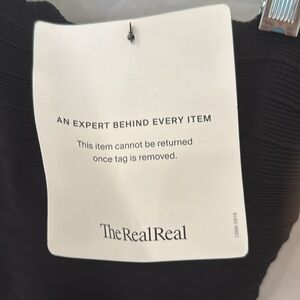 AN EXPERT BEHIND EVERY ITEM
This item cannot be returned
once tag is removed.
TheRealReal